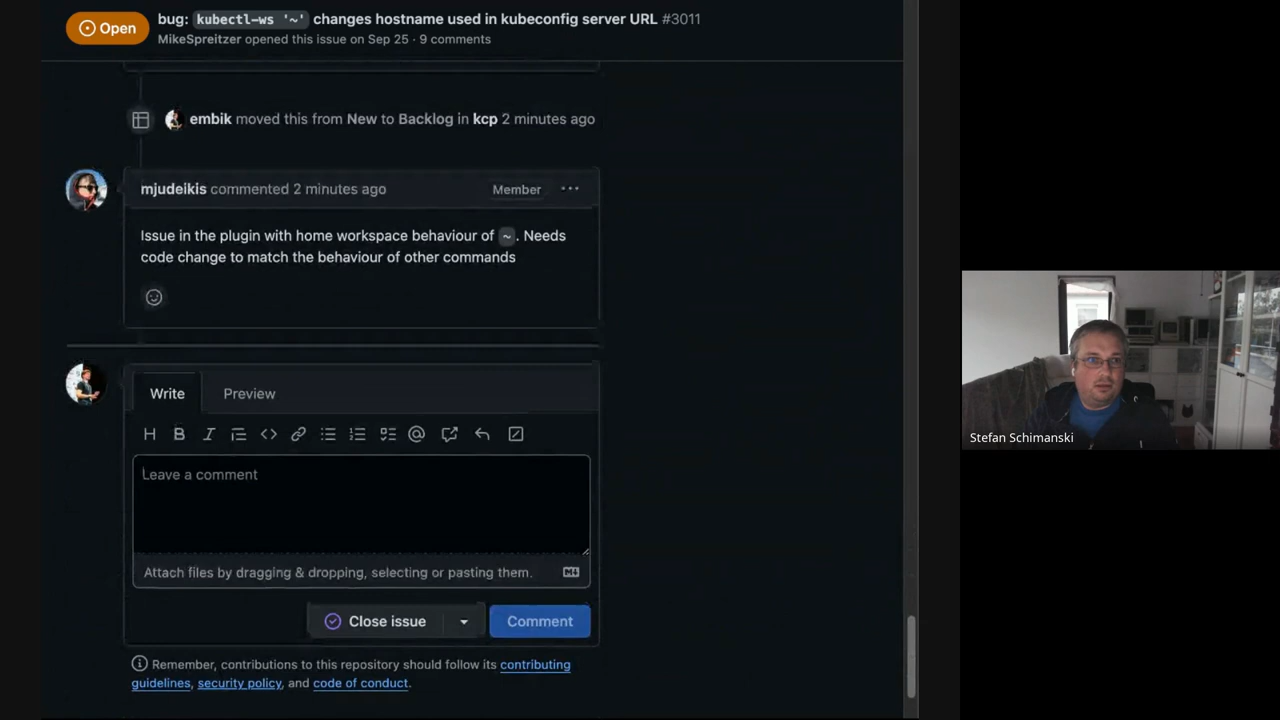 Open
bug: kubectl-ws '~' changes hostname used in kubeconfig server URL #3011
MikeSpreitzer opened this issue on Sep 25 · 9 comments
embik moved this from New to Backlog in kcp 2 minutes ago
mjudeikis commented 2 minutes ago
Member
Issue in the plugin with home workspace behaviour of ~. Needs
code change to match the behaviour of other commands
Write
Preview
Leave a comment
Attach files by dragging & dropping, selecting or pasting them.
Close issue
Comment
Remember, contributions to this repository should follow its contributing
guidelines, security policy, and code of conduct.
Stefan Schimanski